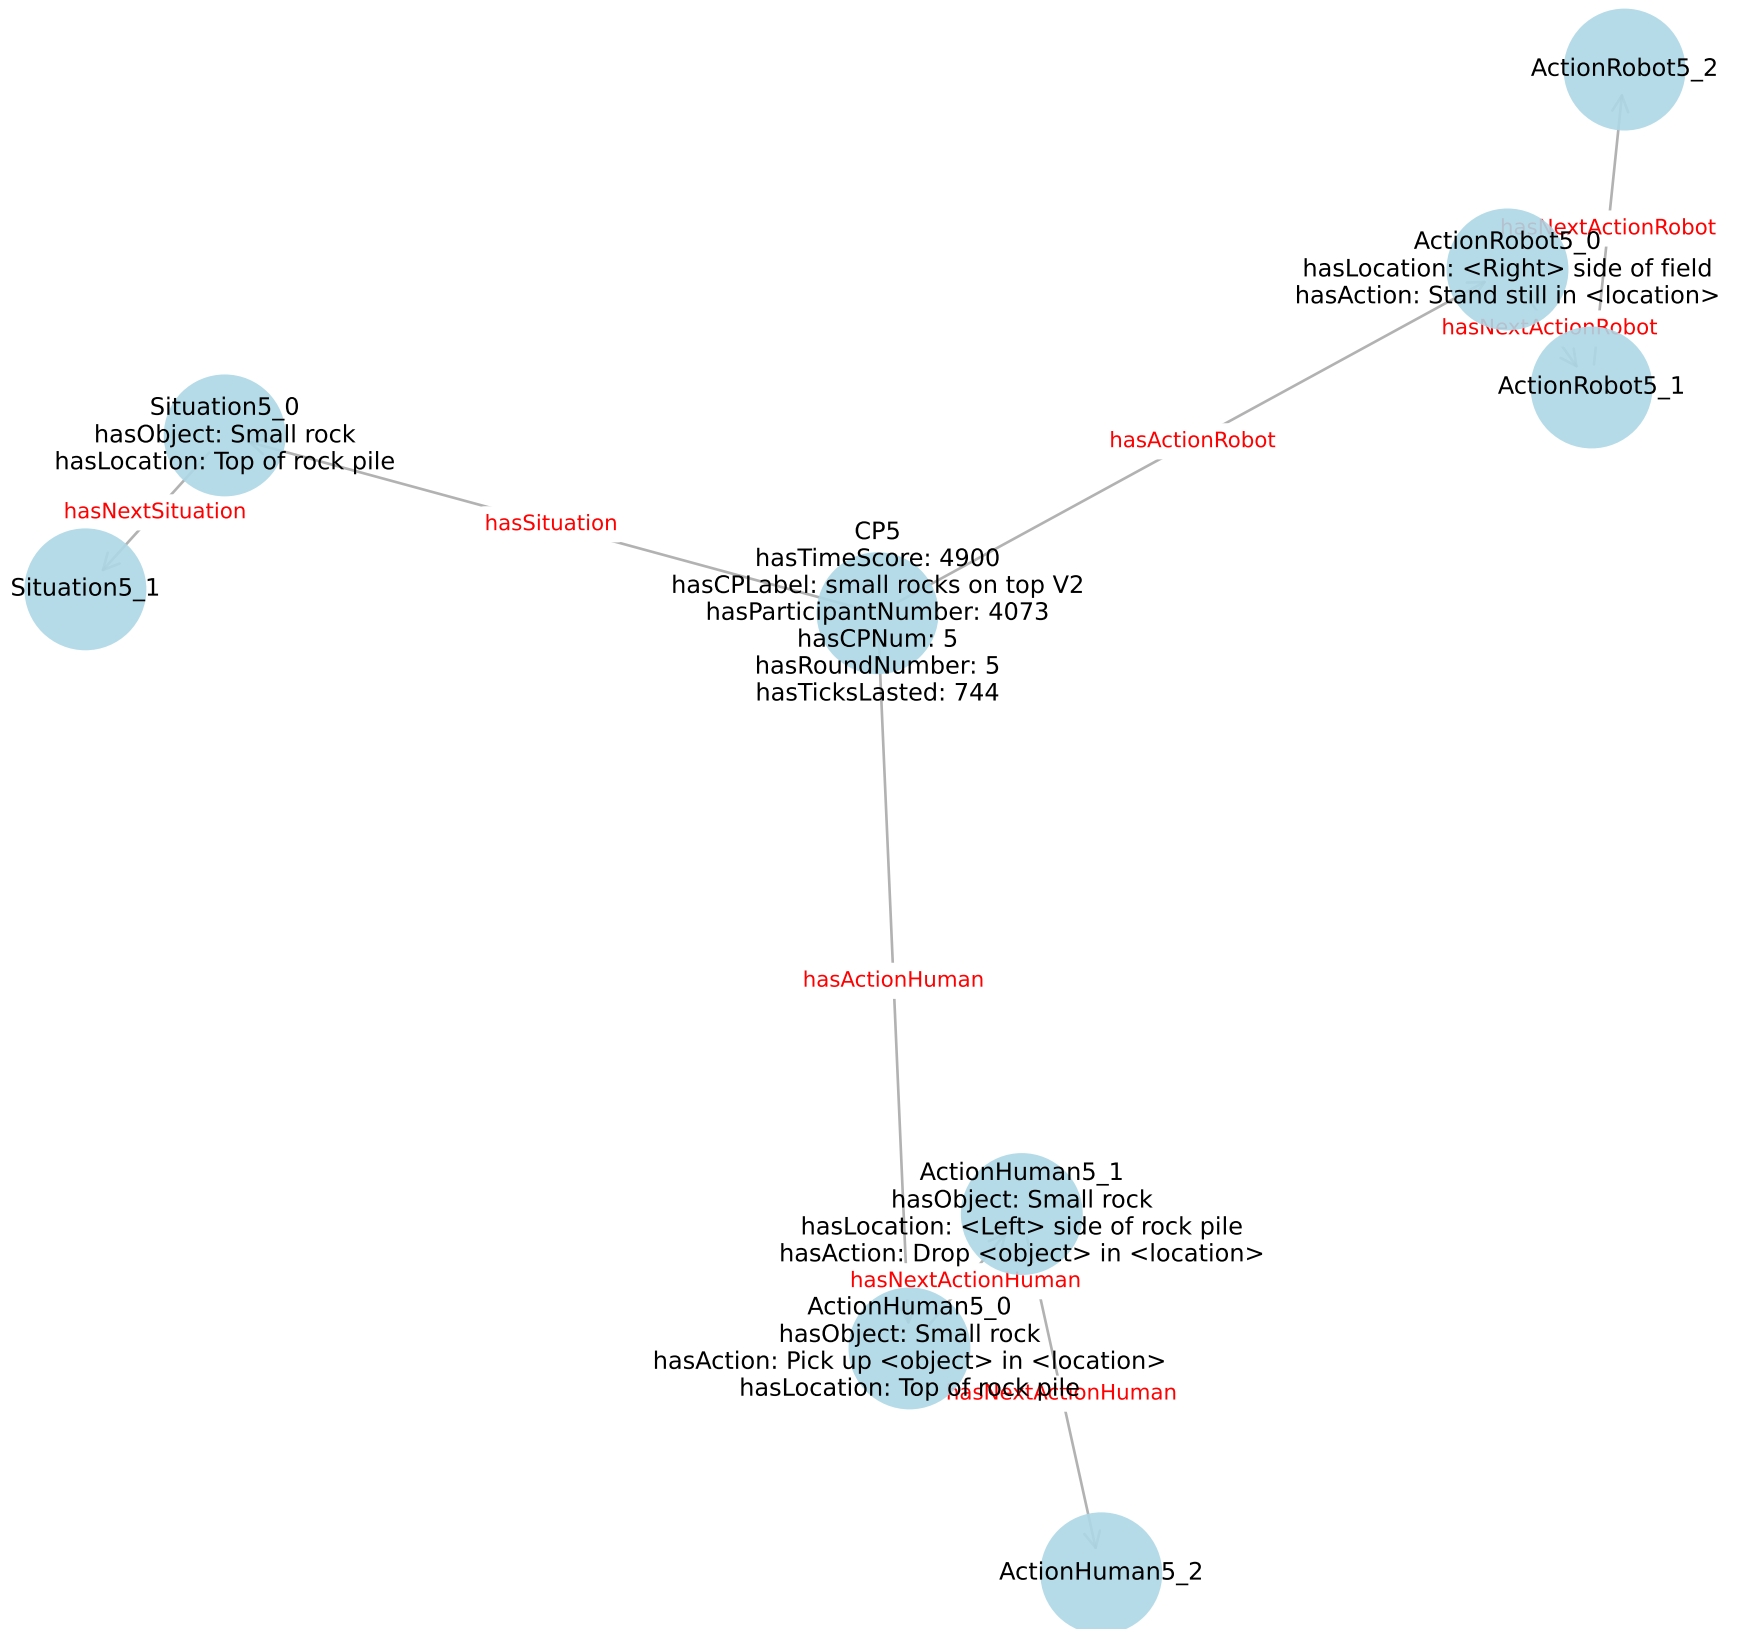 ActionRobot5_2
hasNextActionRobot
ActionRobot5_0
hasLocation: <Right> side of field
hasAction: Stand still in <location>
hasNextActionRobot
ActionRobot5_1
Situation5_0
hasObject: Small rock
hasLocation: Top of rock pile
hasNextSituation
Situation5_1
hasSituation
hasActionRobot
CP5
hasTimeScore: 4900
hasCPLabel: small rocks on top V2
hasParticipantNumber: 4073
hasCPNum: 5
hasRoundNumber: 5
hasTicksLasted: 744
hasActionHuman
ActionHuman5_1
hasObject: Small rock
hasLocation: <Left> side of rock pile
hasAction: Drop <object> in <location>
hasNextActionHuman
ActionHuman5_0
hasObject: Small rock
hasAction: Pick up <object> in <location>
hasLocation: Top of rock pile
hasNextActionHuman
ActionHuman5_2